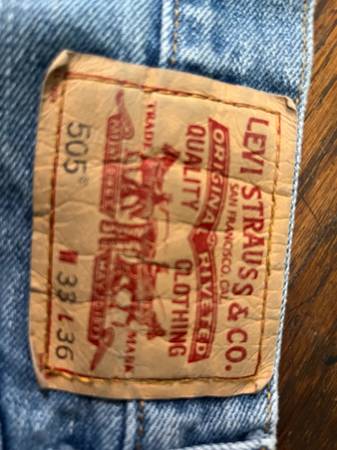 LEVI STRAUSS & CO.
SAN FRANCISCO, CAL.
ORIGINAL RIVETED
QUALITY CLOTHING
TRADE MARK
505®
W 33 L 36